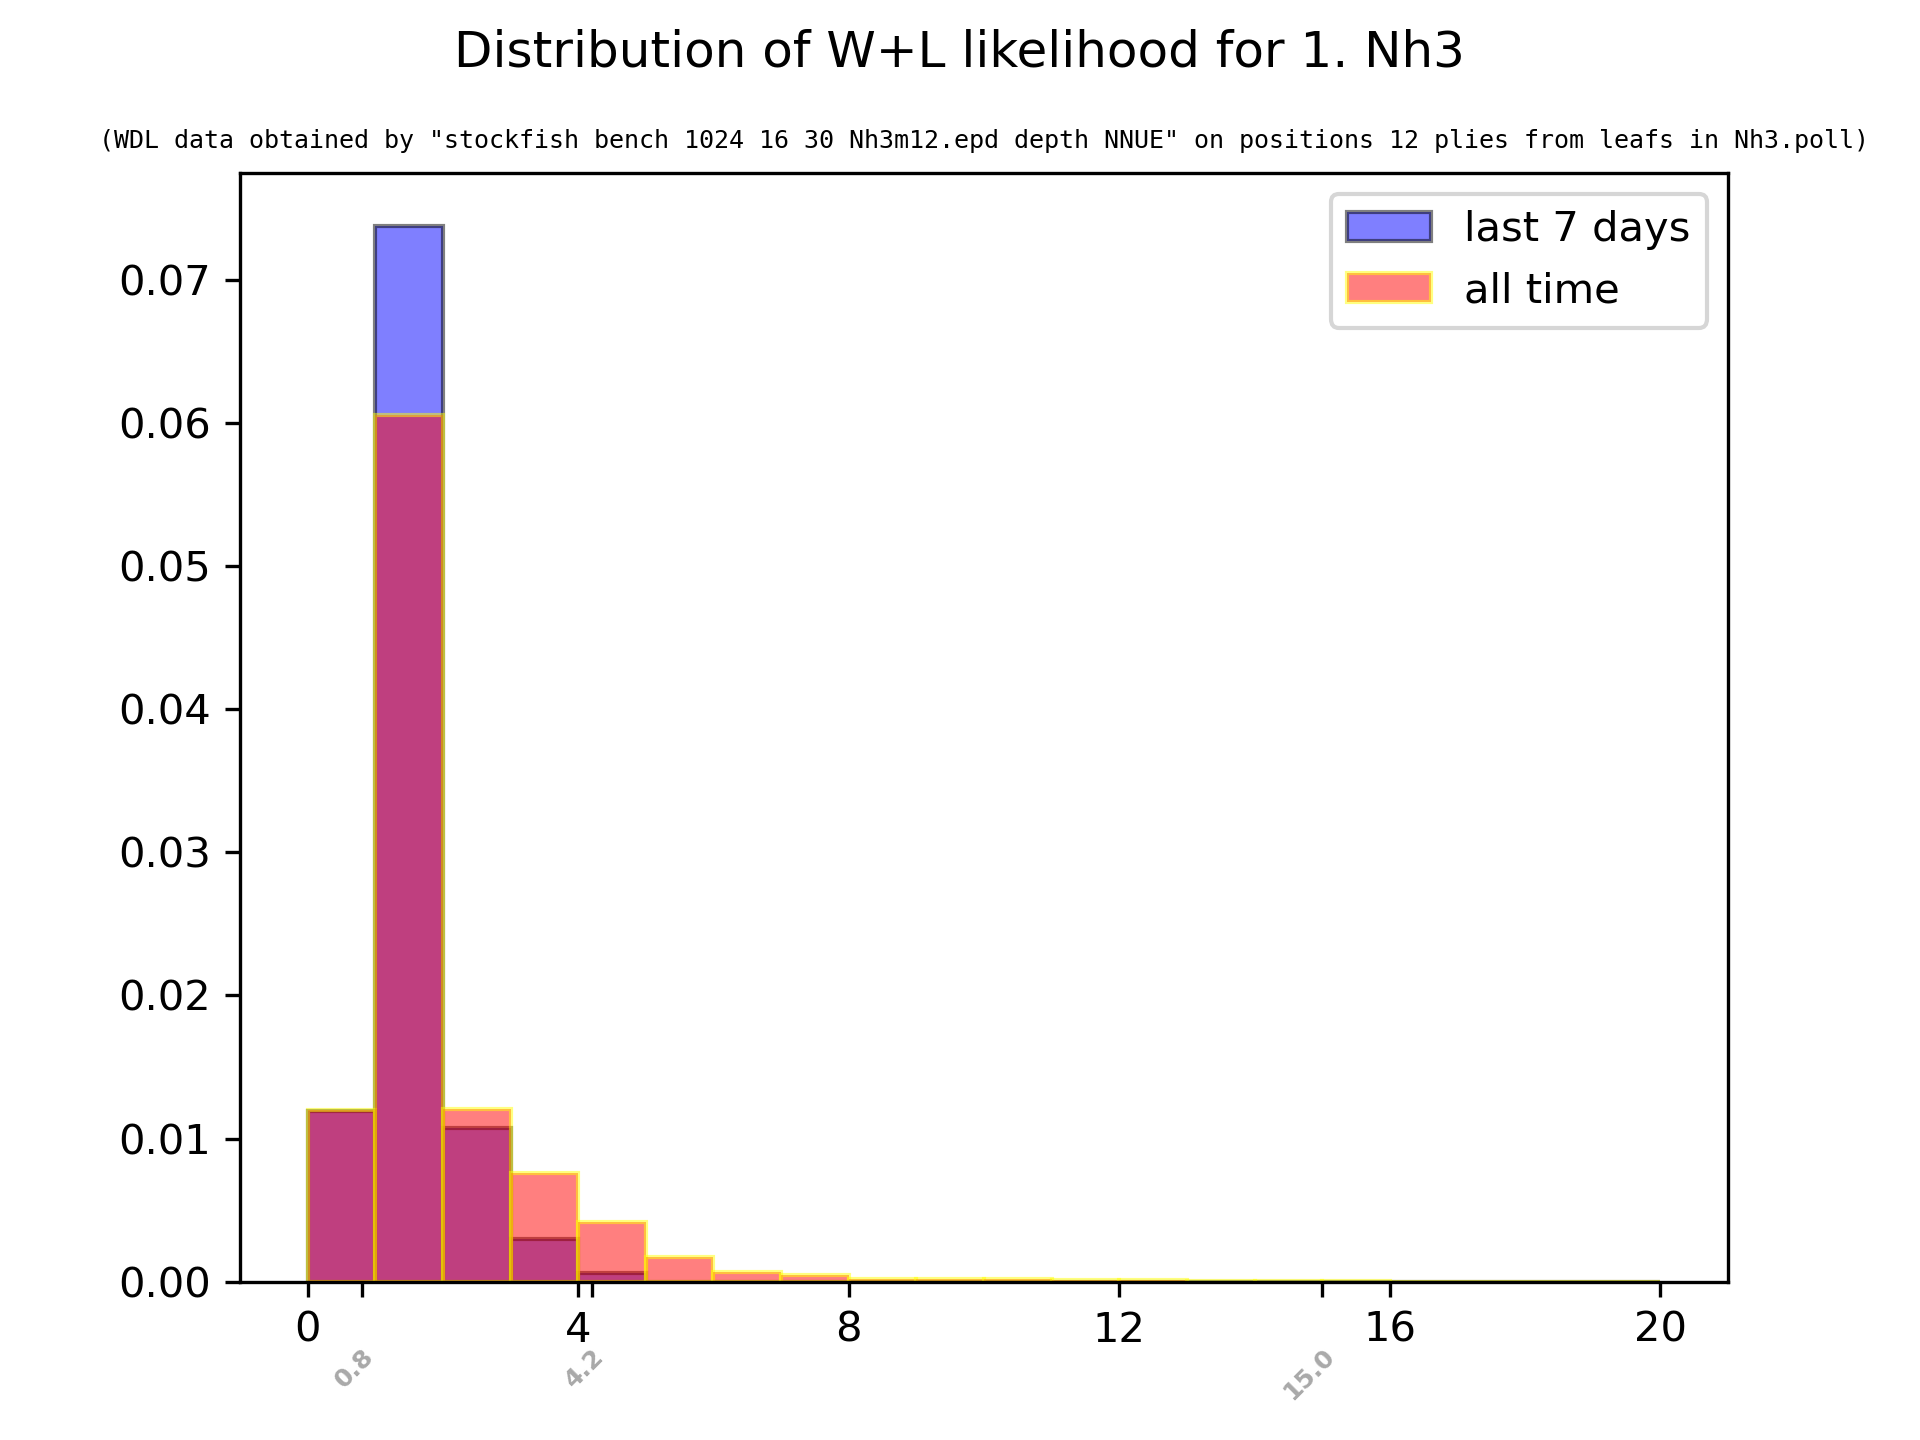 Distribution of W+L likelihood for 1. Nh3
(WDL data obtained by "stockfish bench 1024 16 30 Nh3m12.epd depth NNUE" on positions 12 plies from leafs in Nh3.poll)
last 7 days
all time
0.07
0.06
0.05
0.04
0.03
0.02
0.01
0.00
0 4 8 12 16 20
0.8 4.2 15.0